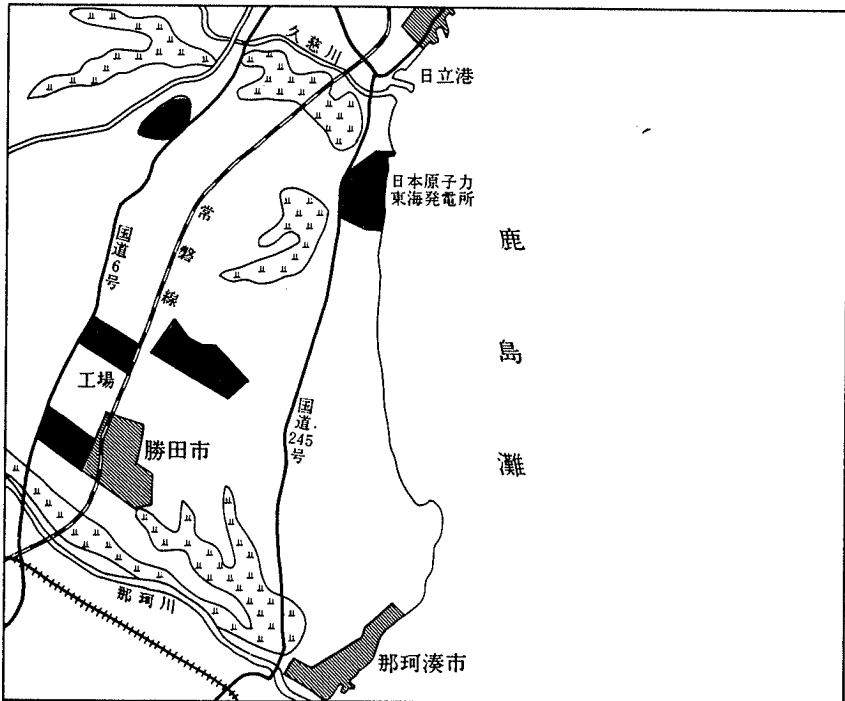 久慈川
日立港
日本原子力
東海発電所
国道6号
常磐線
鹿島灘
工場
勝田市
国道245号
那珂川
那珂湊市